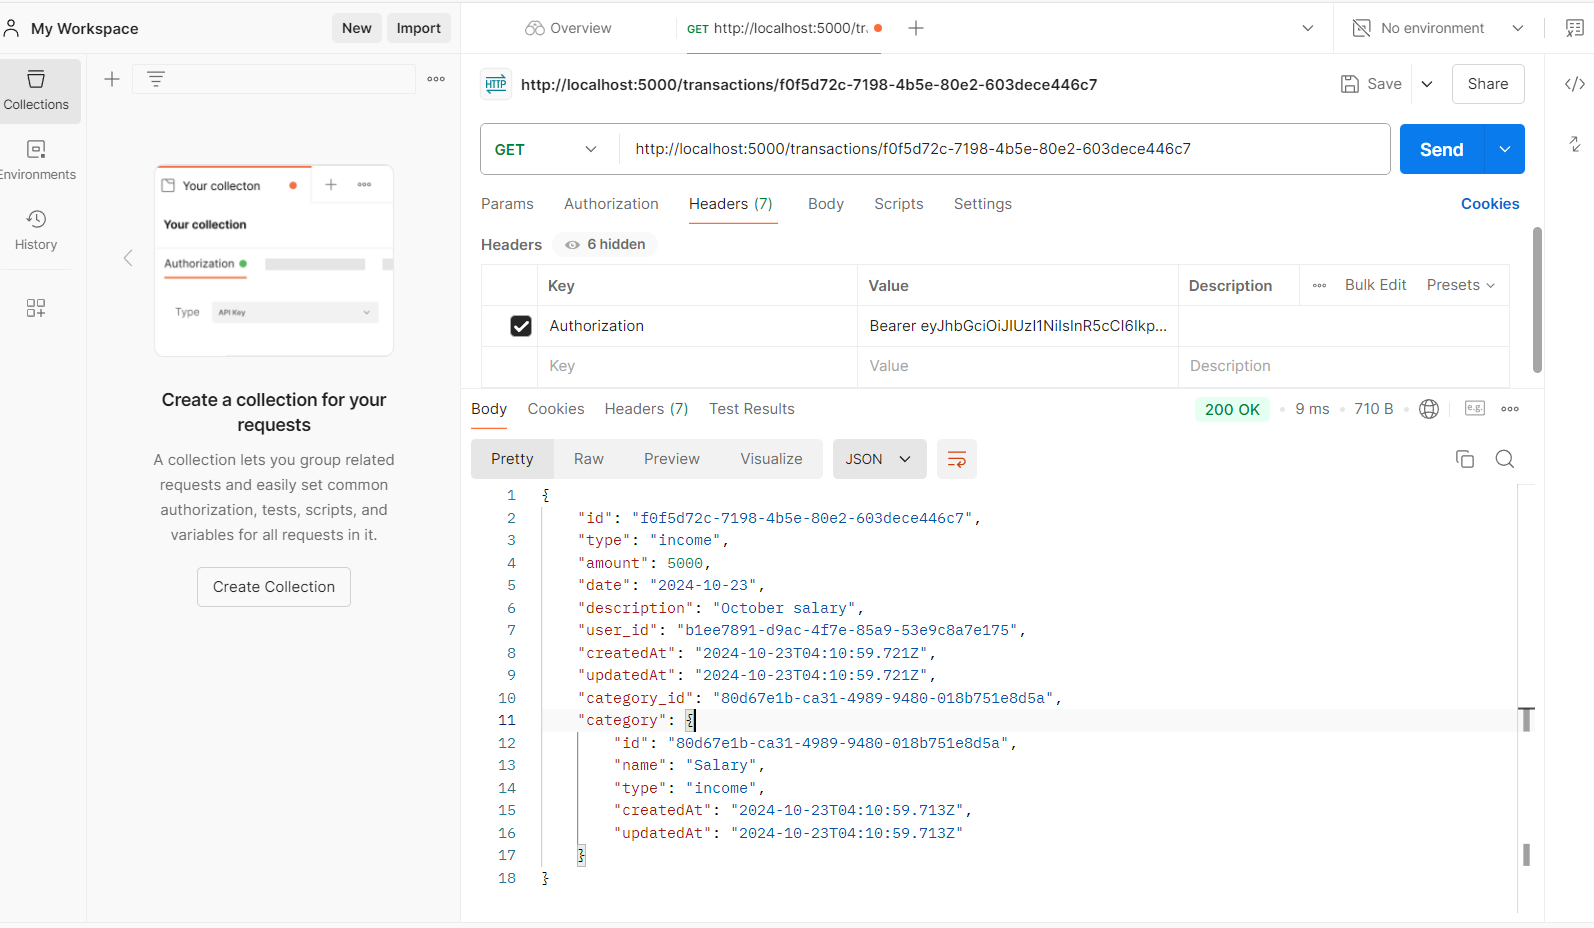 My Workspace
New
Import
Overview
GET http://localhost:5000/tr
No environment
Collections
Environments
History
Your collecton
Your collection
Authorization
Type
API Key
Create a collection for your
requests
A collection lets you group related
requests and easily set common
authorization, tests, scripts, and
variables for all requests in it.
Create Collection
HTTP http://localhost:5000/transactions/f0f5d72c-7198-4b5e-80e2-603dece446c7
Save
Share
GET
http://localhost:5000/transactions/f0f5d72c-7198-4b5e-80e2-603dece446c7
Send
Params Authorization Headers (7) Body Scripts Settings
Cookies
Headers 6 hidden
Key Value Description Bulk Edit Presets
Authorization Bearer eyJhbGciOiJIUzI1NiIsInR5cCI6Ikp...
Key Value Description
Body Cookies Headers (7) Test Results
200 OK 9 ms 710 B e.g.
Pretty Raw Preview Visualize JSON
1 {
2 "id": "f0f5d72c-7198-4b5e-80e2-603dece446c7",
3 "type": "income",
4 "amount": 5000,
5 "date": "2024-10-23",
6 "description": "October salary",
7 "user_id": "b1ee7891-d9ac-4f7e-85a9-53e9c8a7e175",
8 "createdAt": "2024-10-23T04:10:59.721Z",
9 "updatedAt": "2024-10-23T04:10:59.721Z",
10 "category_id": "80d67e1b-ca31-4989-9480-018b751e8d5a",
11 "category": {
12 "id": "80d67e1b-ca31-4989-9480-018b751e8d5a",
13 "name": "Salary",
14 "type": "income",
15 "createdAt": "2024-10-23T04:10:59.713Z",
16 "updatedAt": "2024-10-23T04:10:59.713Z"
17 }
18 }